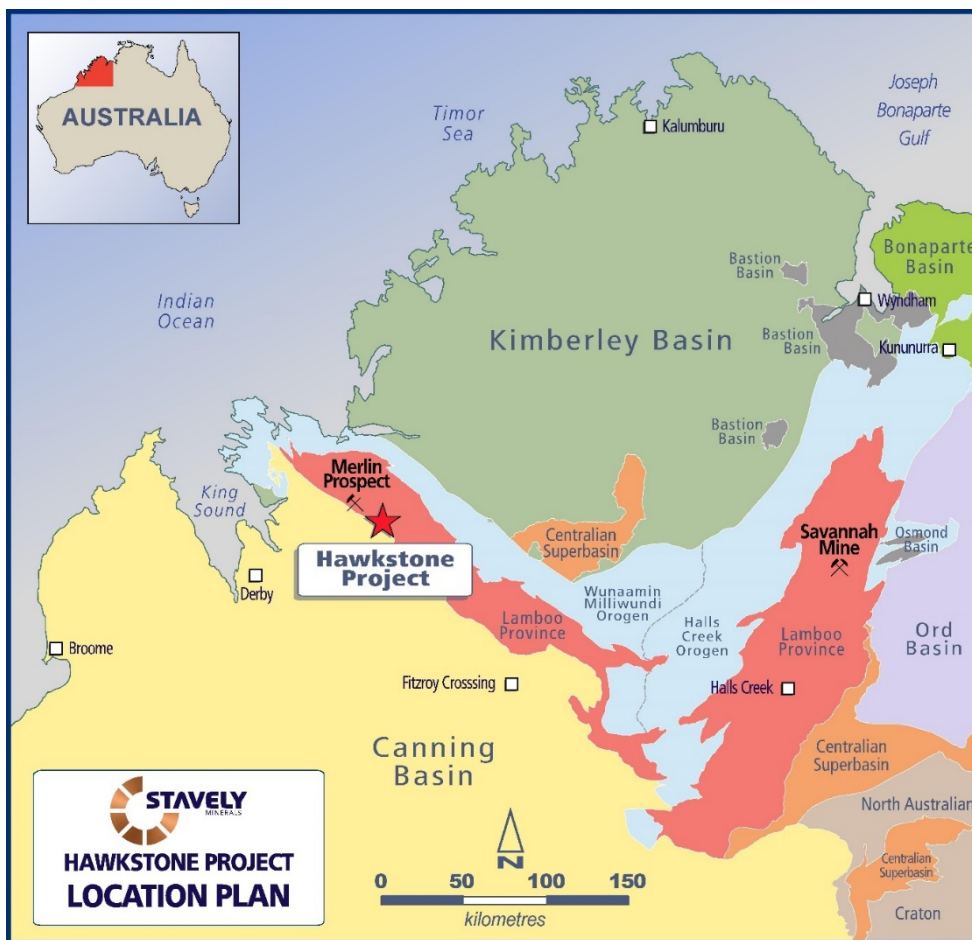 AUSTRALIA
Timor
Sea
Joseph
Bonaparte
Gulf
Kalumburu
Bonaparte
Basin
Bastion
Basin
Indian
Ocean
Wyndham
Kimberley Basin
Bastion
Basin
Kununurra
Bastion
Basin
Merlin
Prospect
King
Sound
Centralian
Superbasin
Savannah
Mine
Osmond
Basin
Hawkstone
Project
Derby
Wunaamin
Milliwundi
Orogen
Halls
Creek
Orogen
Lamboo
Province
Lamboo
Province
Ord
Basin
Broome
Fitzroy Crosssing
Halls Creek
Canning
Basin
Centralian
Superbasin
STAVELY
MINERALS
HAWKSTONE PROJECT
LOCATION PLAN
N
0 50 100 150
kilometres
North Australian
Centralian
Superbasin
Craton